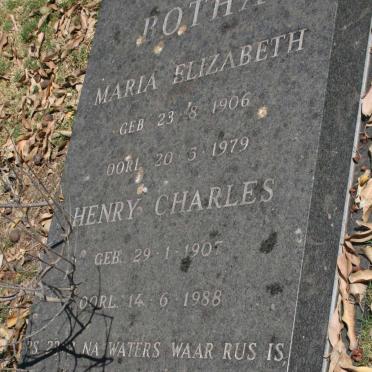 BOTHA
MARIA ELIZABETH
GEB 23·8·1906
OORL 20·3·1979
HENRY CHARLES
GEB. 29·1·1907
OORL. 14·6·1988
NA WATERS WAAR RUS IS